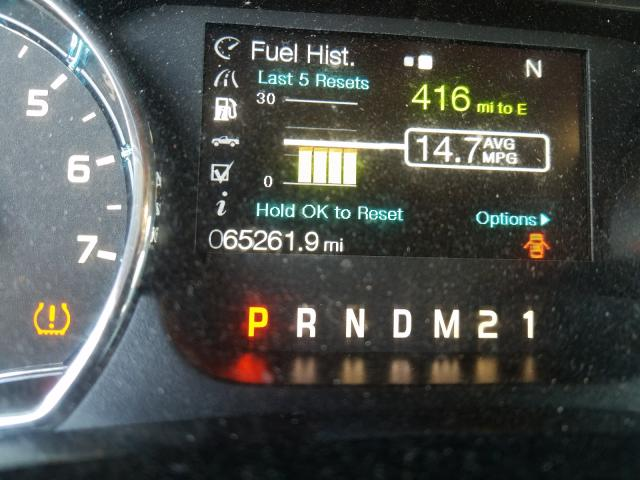 Fuel Hist.
N
Last 5 Resets
30
416 mi to E
14.7 AVG MPG
0
Hold OK to Reset
Options
065261.9 mi
5
6
7
P R N D M 2 1